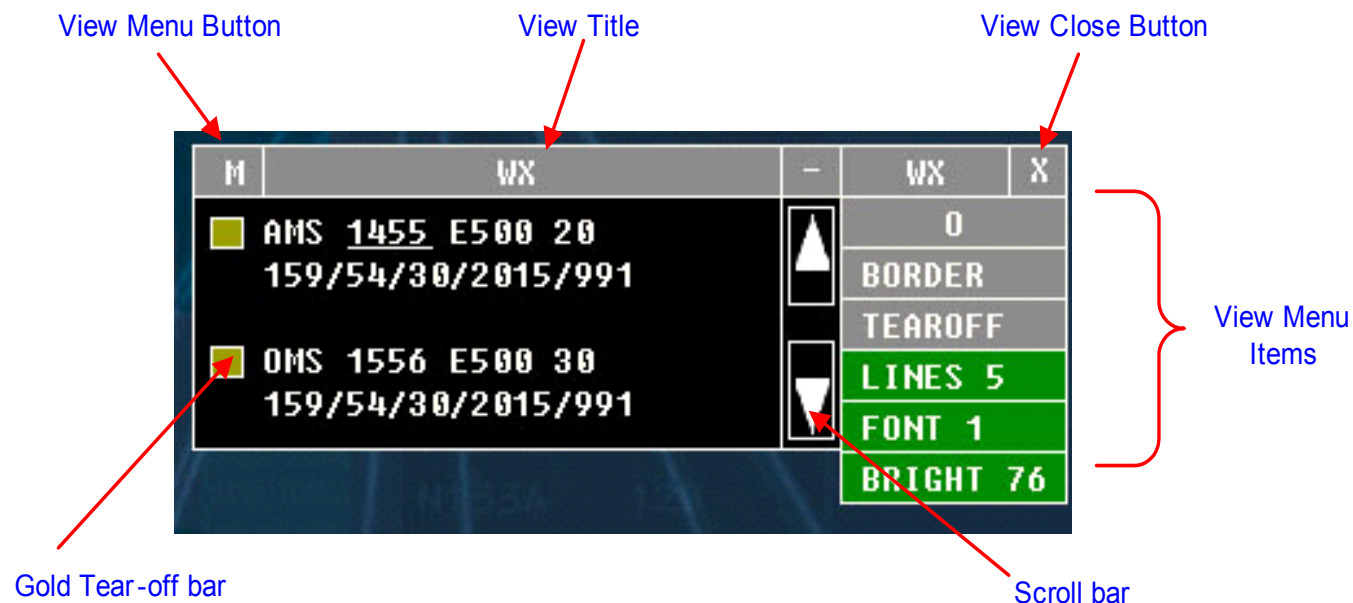 View Menu Button
View Title
View Close Button
M WX - WX X
AMS 1455 E500 20
159/54/30/2015/991
OMS 1556 E500 30
159/54/30/2015/991
O
BORDER
TEAROFF
LINES 5
FONT 1
BRIGHT 76
View Menu
Items
Gold Tear-off bar
Scroll bar